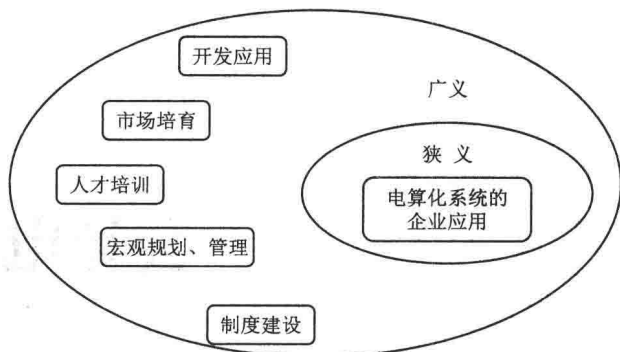 开发应用
广义
市场培育
狭 义
人才培训
电算化系统的
企业应用
宏观规划、管理
制度建设